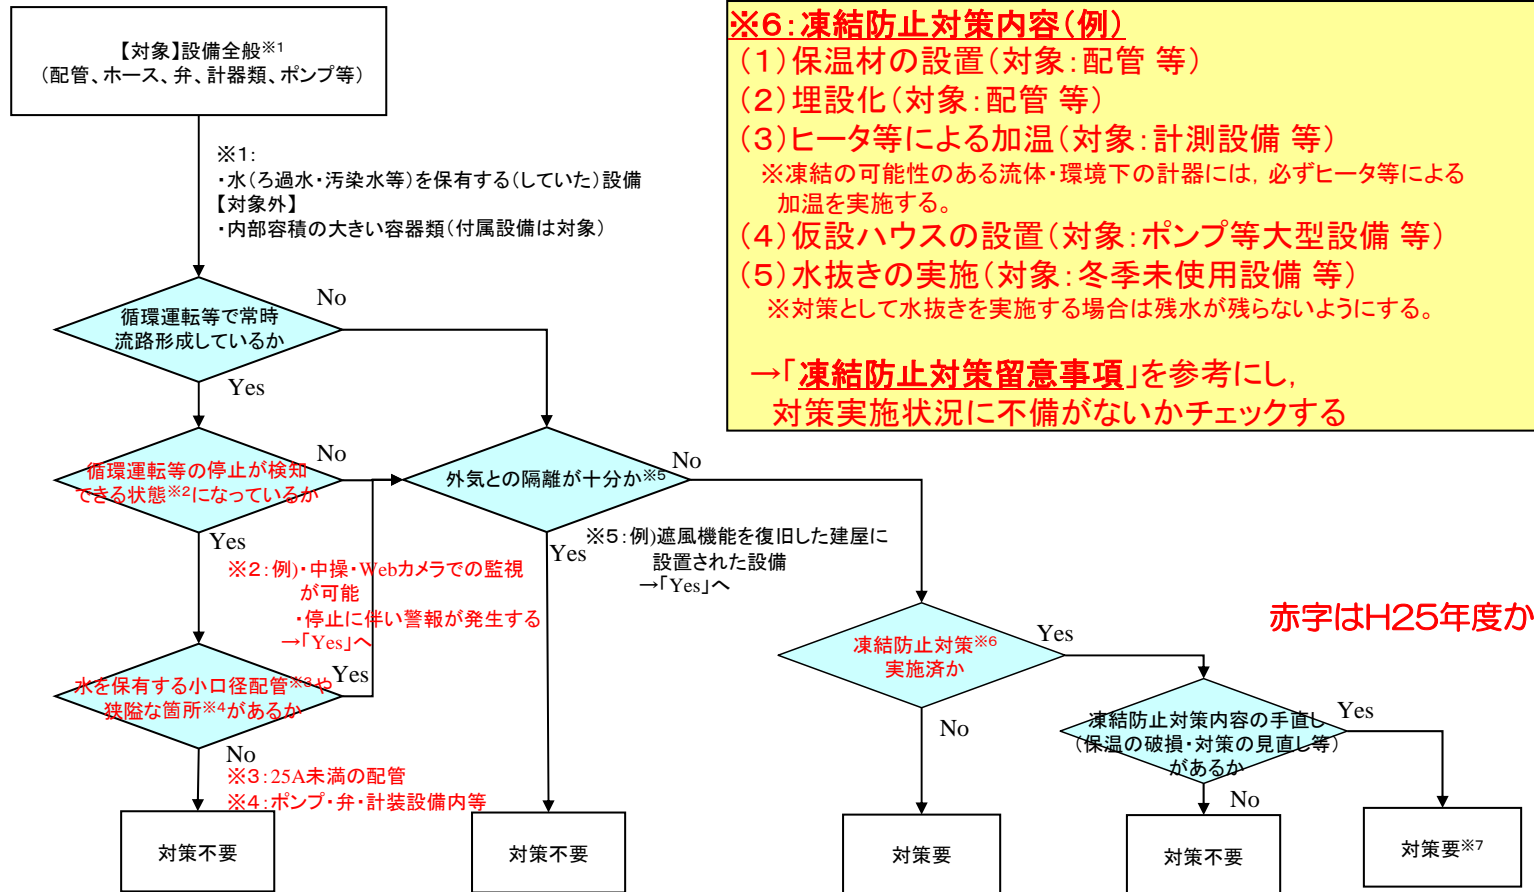 【対象】設備全般※1
（配管、ホース、弁、計器類、ポンプ等）
※1：
・水（ろ過水・汚染水等）を保有する（していた）設備
【対象外】
・内部容積の大きい容器類（付属設備は対象）
※６：凍結防止対策内容（例）
（１）保温材の設置（対象：配管 等）
（２）埋設化（対象：配管 等）
（３）ヒータ等による加温（対象：計測設備 等）
※凍結の可能性のある流体・環境下の計器には，必ずヒータ等による
加温を実施する。
（４）仮設ハウスの設置（対象：ポンプ等大型設備 等）
（５）水抜きの実施（対象：冬季未使用設備 等）
※対策として水抜きを実施する場合は残水が残らないようにする。
→「凍結防止対策留意事項」を参考にし，
対策実施状況に不備がないかチェックする
循環運転等で常時
流路形成しているか
No
Yes
循環運転等の停止が検知
できる状態※2になっているか
No
Yes
※２：例）・中操・Webカメラでの監視
が可能
・停止に伴い警報が発生する
→「Yes」へ
水を保有する小口径配管※3や
狭隘な箇所※4があるか
Yes
No
※３：25A未満の配管
※４：ポンプ・弁・計装設備内等
対策不要
外気との隔離が十分か※5
No
Yes
※５：例）遮風機能を復旧した建屋に
設置された設備
→「Yes」へ
対策不要
赤字はH25年度か
凍結防止対策※6
実施済か
Yes
No
対策要
凍結防止対策内容の手直し
（保温の破損・対策の見直し等）
があるか
Yes
No
対策不要
対策要※7